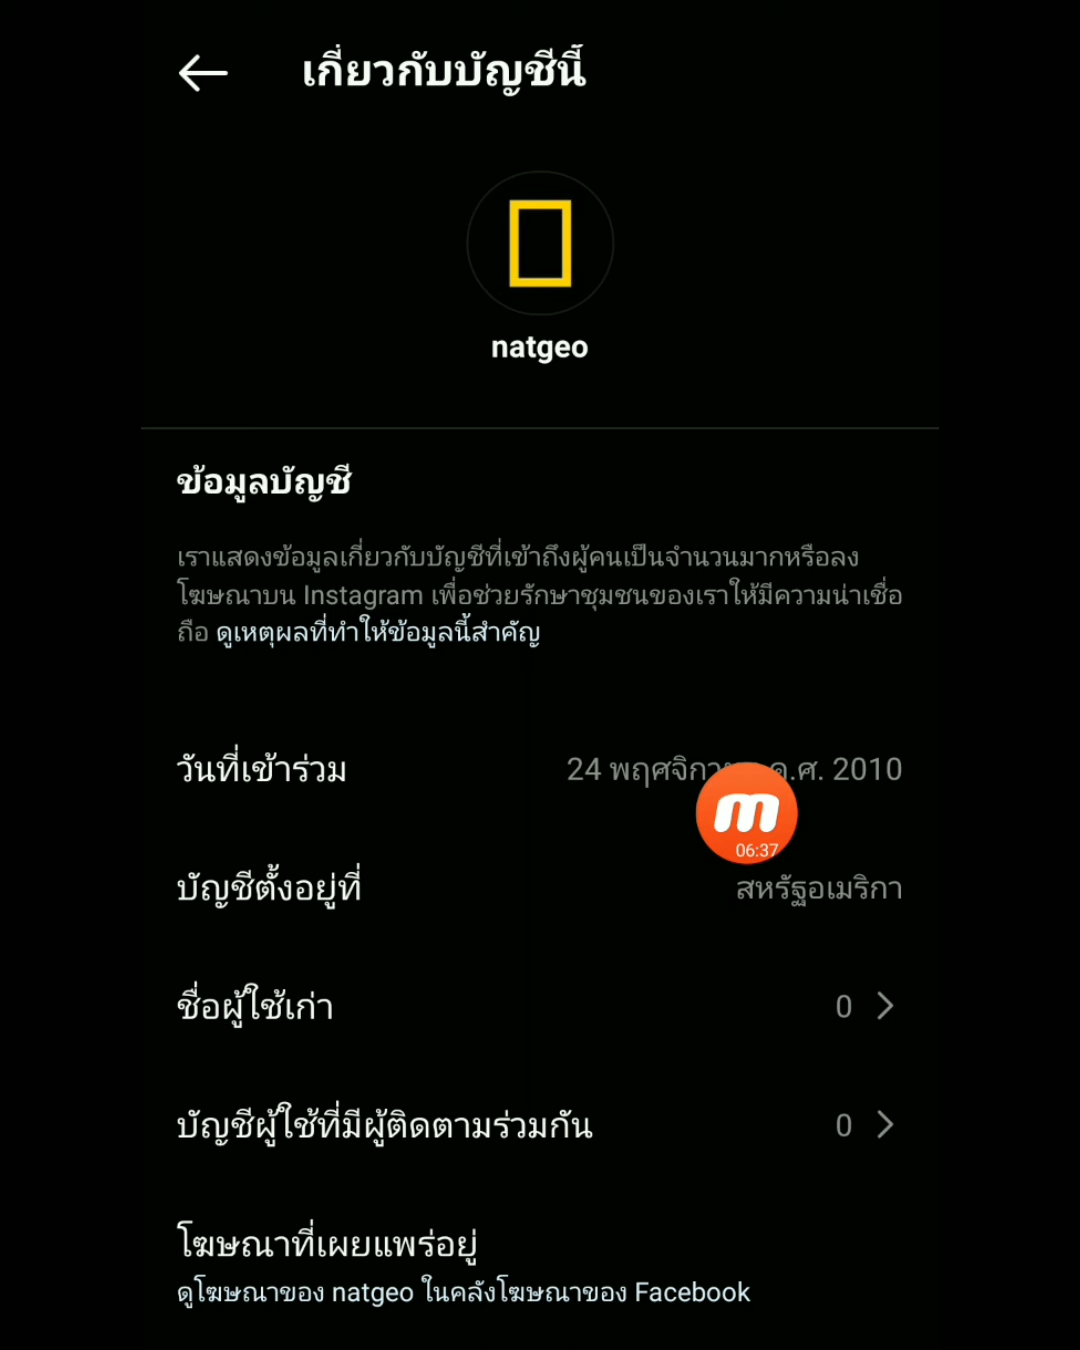 เกี่ยวกับบัญชีนี้
natgeo
ข้อมูลบัญชี
เราแสดงข้อมูลเกี่ยวกับบัญชีที่เข้าถึงผู้คนเป็นจำนวนมากหรือลง
โฆษณาบน Instagram เพื่อช่วยรักษาชุมชนของเราให้มีความน่าเชื่อ
ถือ ดูเหตุผลที่ทำให้ข้อมูลนี้สำคัญ
วันที่เข้าร่วม 24 ค.ศ. 2010
m
06:37
บัญชีตั้งอยู่ที่ สหรัฐอเมริกา
ชื่อผู้ใช้เก่า 0
บัญชีผู้ใช้ที่มีผู้ติดตามร่วมกัน 0
โฆษณาที่เผยแพร่อยู่
ดูโฆษณาของ natgeo ในคลังโฆษณาของ Facebook